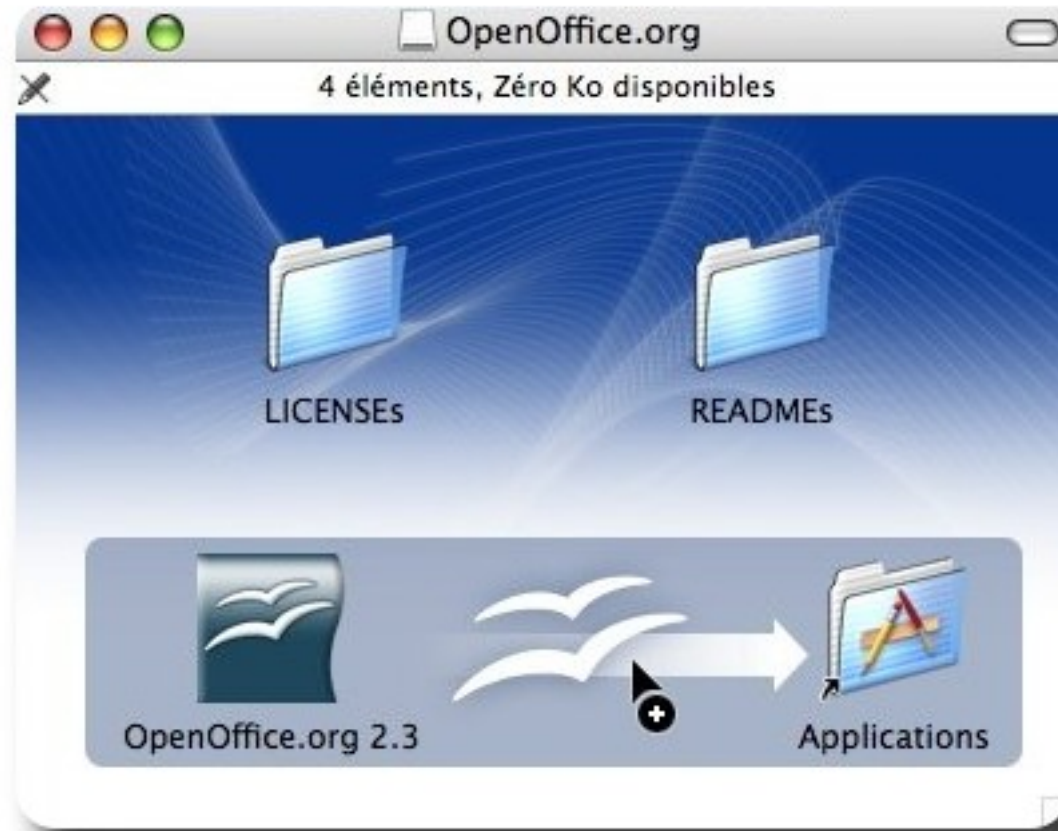 OpenOffice.org
4 éléments, Zéro Ko disponibles
LICENSEs
READMEs
OpenOffice.org 2.3
Applications